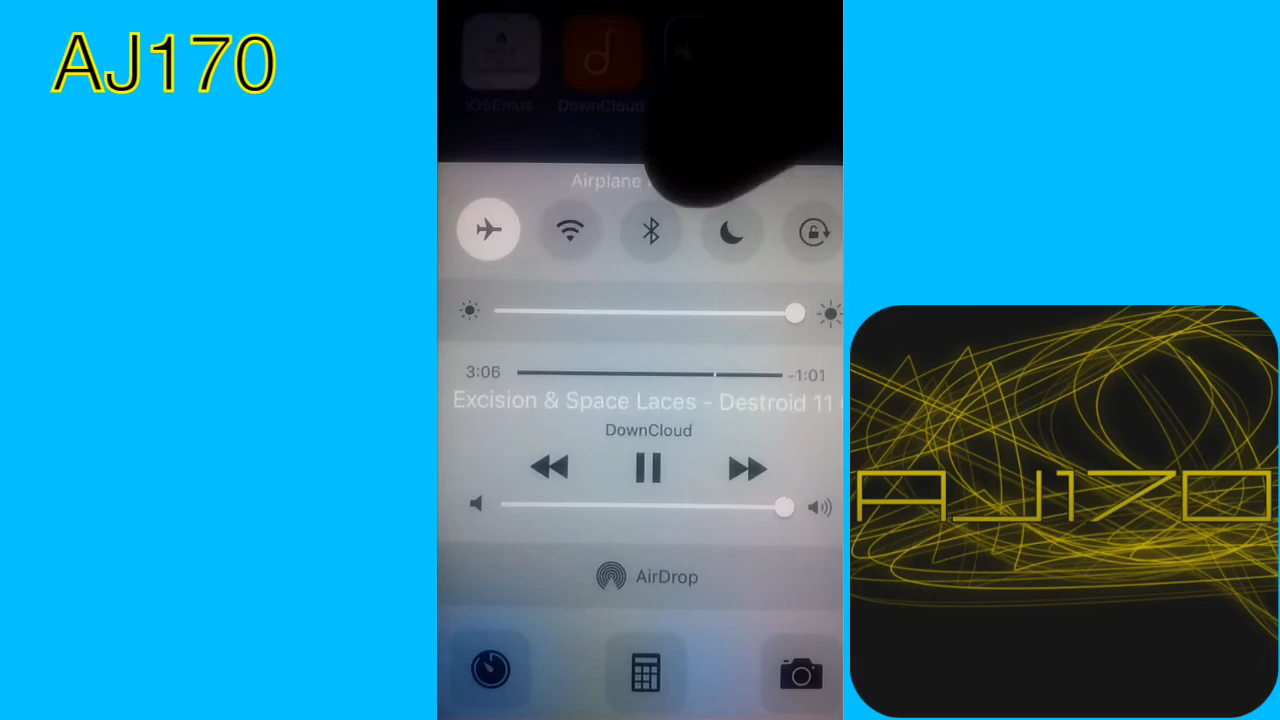 AJ170
iOSEmus
DownCloud
Airplane
3:06
-1:01
Excision & Space Laces - Destroid 11
DownCloud
AirDrop
AJ170